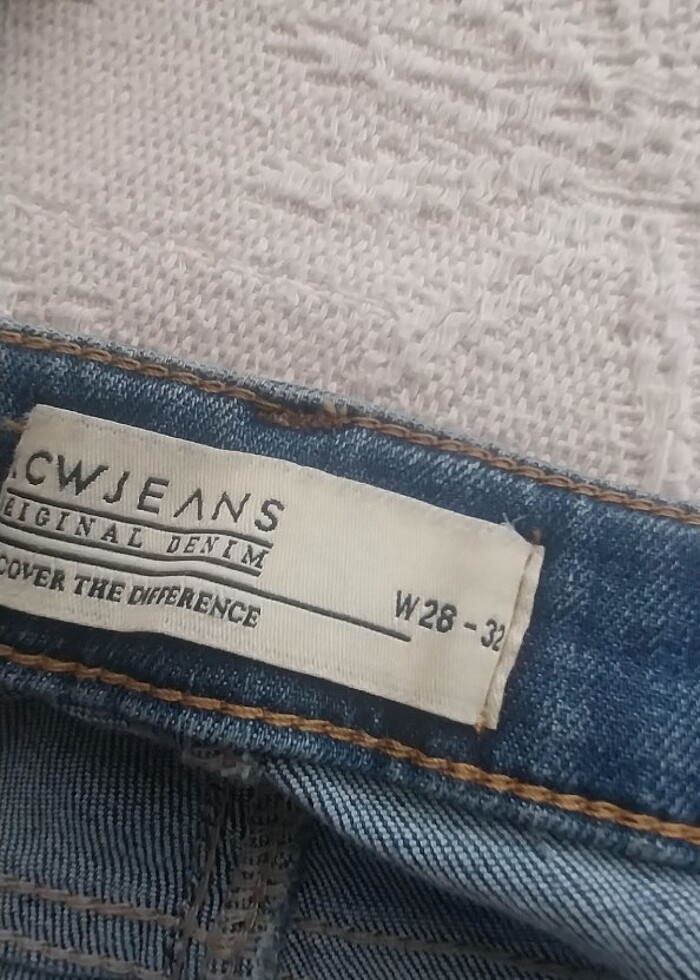 .CWJEANS
RIGINAL DENIM
COVER THE DIFFERENCE
W28-32